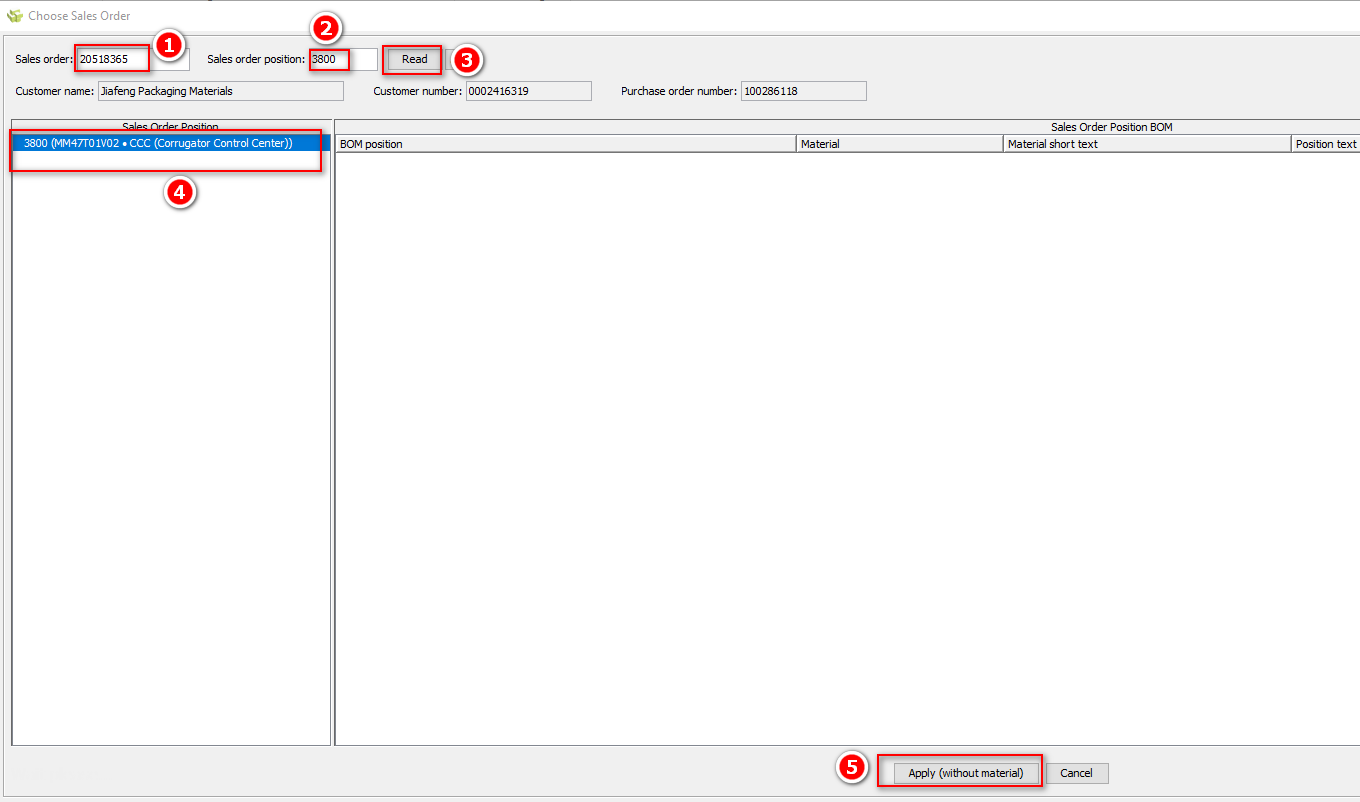 Choose Sales Order
2
1
Sales order: 20518365 Sales order position: 3800 Read 3
Customer name: Jiafeng Packaging Materials Customer number: 0002416319 Purchase order number: 100286118
Sales Order Position Sales Order Position BOM
3800 (MM47T01V02 • CCC (Corrugator Control Center)) BOM position Material Material short text Position text
4
5 Apply (without material) Cancel